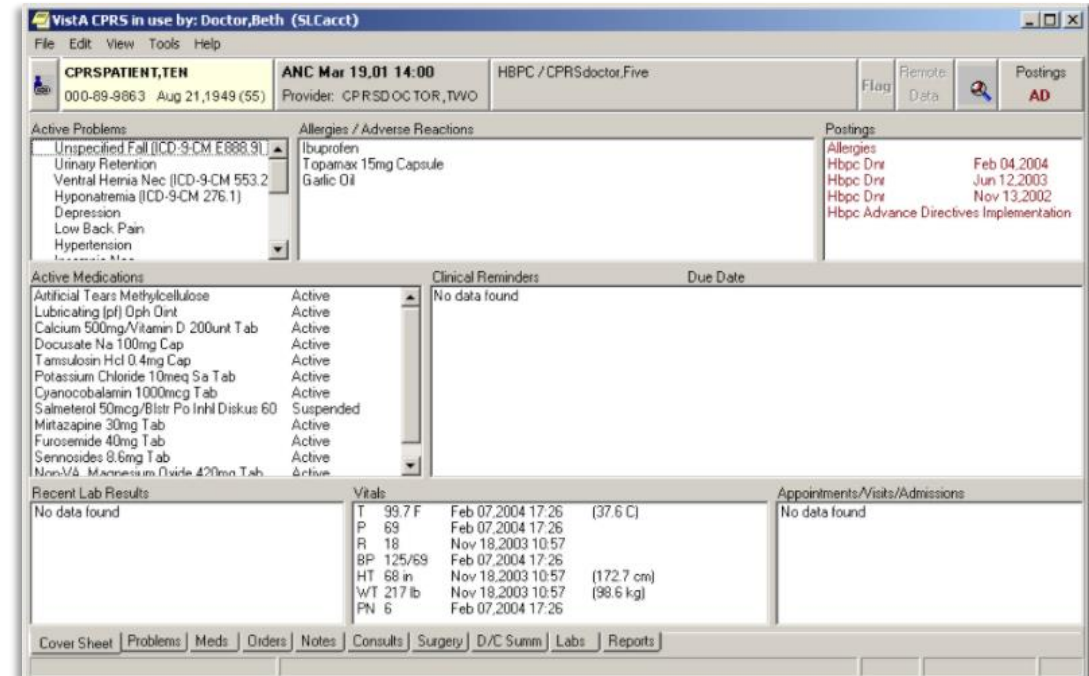 VistA CPRS in use by: Doctor,Beth (SLCacct)
File Edit View Tools Help
CPRSPATIENT,TEN
000-89-9863 Aug 21,1949 (55)
ANC Mar 19,01 14:00
Provider: CPRSDOCTOR,TWO
HBPC / CPRSdoctor,Five
Flag
Remote
Data
Postings
AD
Active Problems
Unspecified Fall (ICD-9-CM E888.9)
Urinary Retention
Ventral Hernia Nec (ICD-9-CM 553.2
Hyponatremia (ICD-9-CM 276.1)
Depression
Low Back Pain
Hypertension
Allergies / Adverse Reactions
Ibuprofen
Topamax 15mg Capsule
Garlic Oil
Postings
Allergies
Hbpc Dnr Feb 04,2004
Hbpc Dnr Jun 12,2003
Hbpc Dnr Nov 13,2002
Hbpc Advance Directives Implementation
Active Medications
Artificial Tears Methylcellulose Active
Lubricating (pf) Oph Oint Active
Calcium 500mg/Vitamin D 200unt Tab Active
Docusate Na 100mg Cap Active
Tamsulosin Hcl 0.4mg Cap Active
Potassium Chloride 10meq Sa Tab Active
Cyanocobalamin 1000mcg Tab Active
Salmeterol 50mcg/Blstr Po Inhl Diskus 60 Suspended
Mirtazapine 30mg Tab Active
Furosemide 40mg Tab Active
Sennosides 8.6mg Tab Active
Non-VA Magnesium Oxide 420mg Tab Active
Clinical Reminders Due Date
No data found
Recent Lab Results
No data found
Vitals
T 99.7 F Feb 07,2004 17:26 (37.6 C)
P 69 Feb 07,2004 17:26
R 18 Nov 18,2003 10:57
BP 125/69 Feb 07,2004 17:26
HT 68 in Nov 18,2003 10:57 (172.7 cm)
WT 217 lb Nov 18,2003 10:57 (98.6 kg)
PN 6 Feb 07,2004 17:26
Appointments/Visits/Admissions
No data found
Cover Sheet Problems Meds Orders Notes Consults Surgery D/C Summ Labs Reports